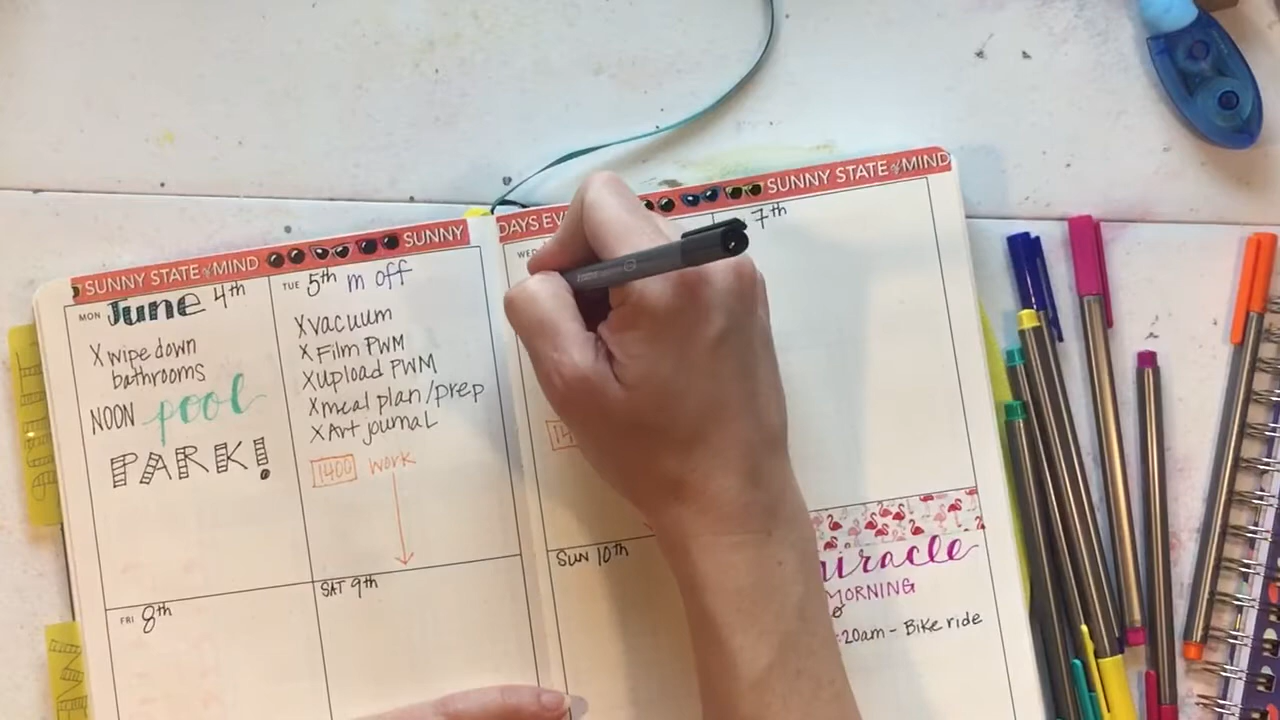 SUNNY STATE of MIND
SUNNY
MON June 4th
X wipe down
bathrooms
NOON pool
PARK!
TUE 5th m off
X vacuum
X Film PWM
X upload PWM
X meal plan/prep
X Art journal
1400 work
FRI 8th
SAT 9th
DAYS
SUNNY STATE of MIND
WED
7th
SUN 10th
MORNING
20am - Bike ride